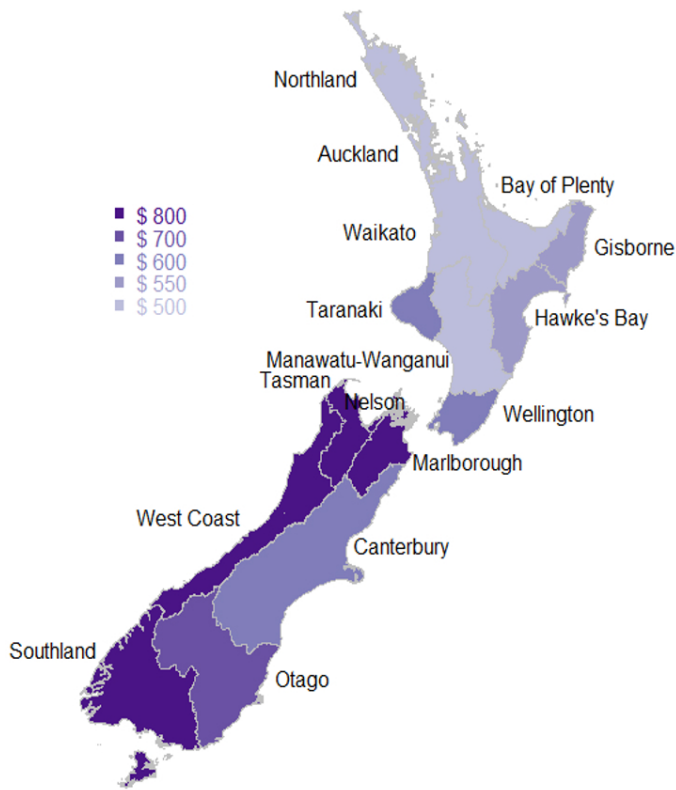 Northland
Auckland
Bay of Plenty
$ 800
$ 700
$ 600
$ 550
$ 500
Waikato
Gisborne
Taranaki
Hawke's Bay
Manawatu-Wanganui
Tasman
Nelson
Wellington
Marlborough
West Coast
Canterbury
Southland
Otago